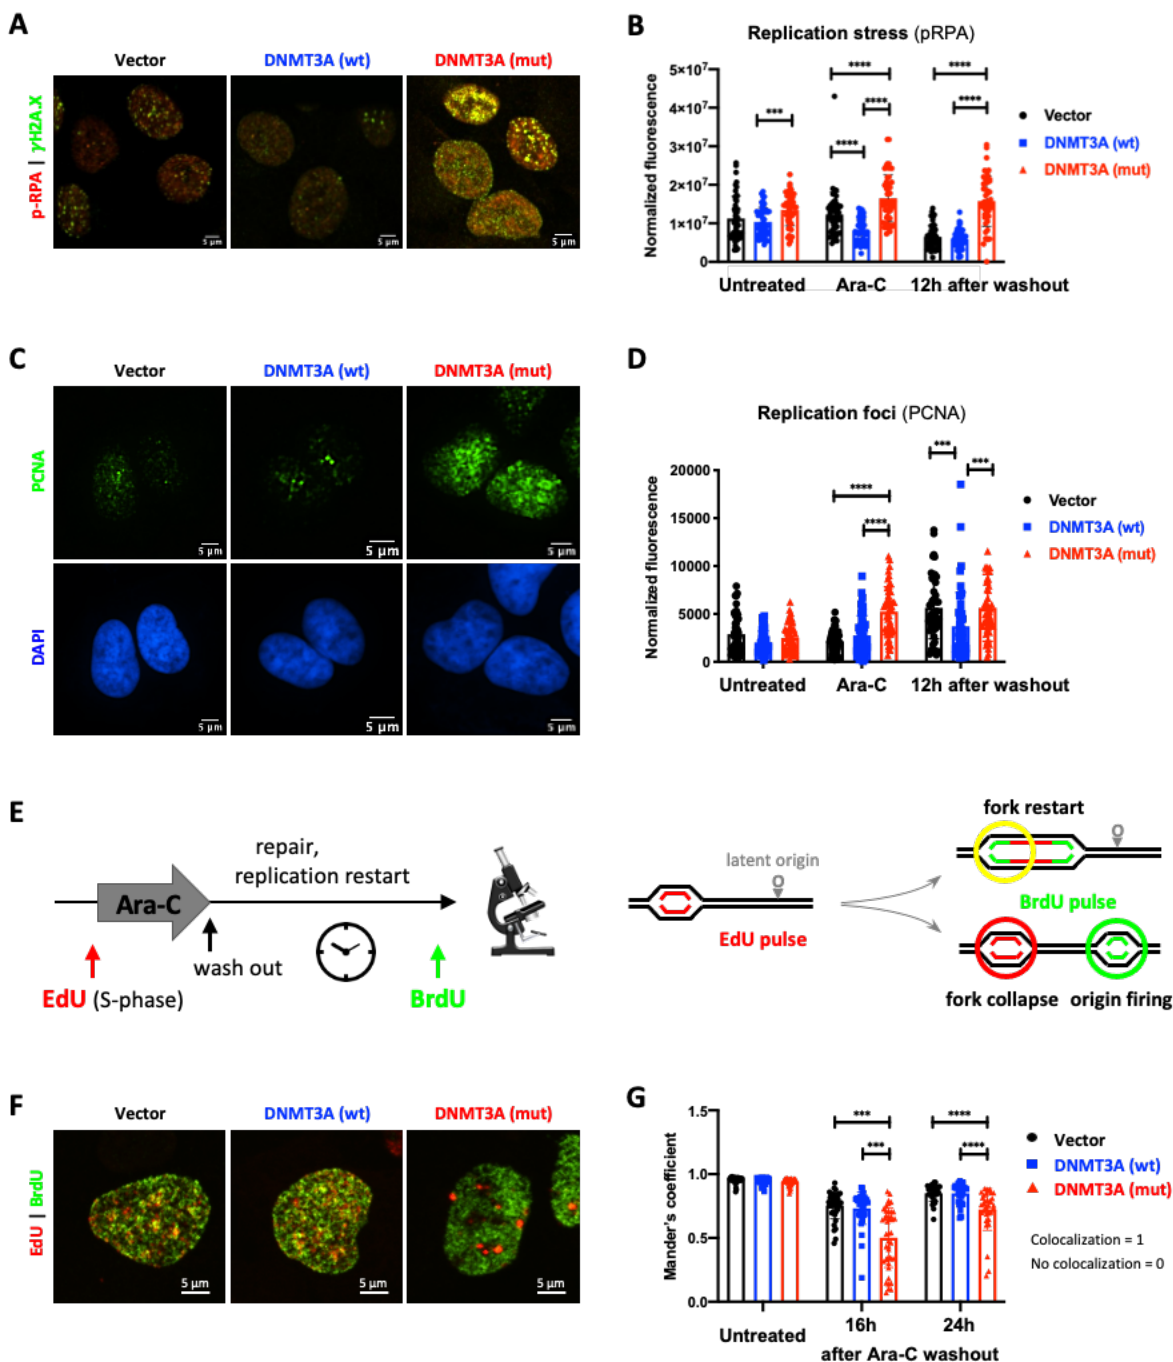 A
Vector
DNMT3A (wt)
DNMT3A (mut)
p-RPA | γH2A.X
5 µm
5 µm
5 µm
B
Replication stress (pRPA)
Normalized fluorescence
5×10⁷
4×10⁷
3×10⁷
2×10⁷
1×10⁷
0
***
****
****
****
****
****
Untreated
Ara-C
12h after washout
Vector
DNMT3A (wt)
DNMT3A (mut)
C
Vector
DNMT3A (wt)
DNMT3A (mut)
PCNA
5 µm
5 µm
5 µm
DAPI
5 µm
5 µm
5 µm
D
Replication foci (PCNA)
Normalized fluorescence
20000
15000
10000
5000
0
****
****
***
***
Untreated
Ara-C
12h after washout
Vector
DNMT3A (wt)
DNMT3A (mut)
E
repair,
replication restart
Ara-C
wash out
EdU (S-phase)
BrdU
latent origin
O
EdU pulse
fork restart
O
BrdU pulse
fork collapse
origin firing
F
Vector
DNMT3A (wt)
DNMT3A (mut)
EdU | BrdU
5 µm
5 µm
5 µm
G
Mander's coefficient
1.5
1.0
0.5
0.0
***
***
****
****
Untreated
16h
24h
after Ara-C washout
Vector
DNMT3A (wt)
DNMT3A (mut)
Colocalization = 1
No colocalization = 0